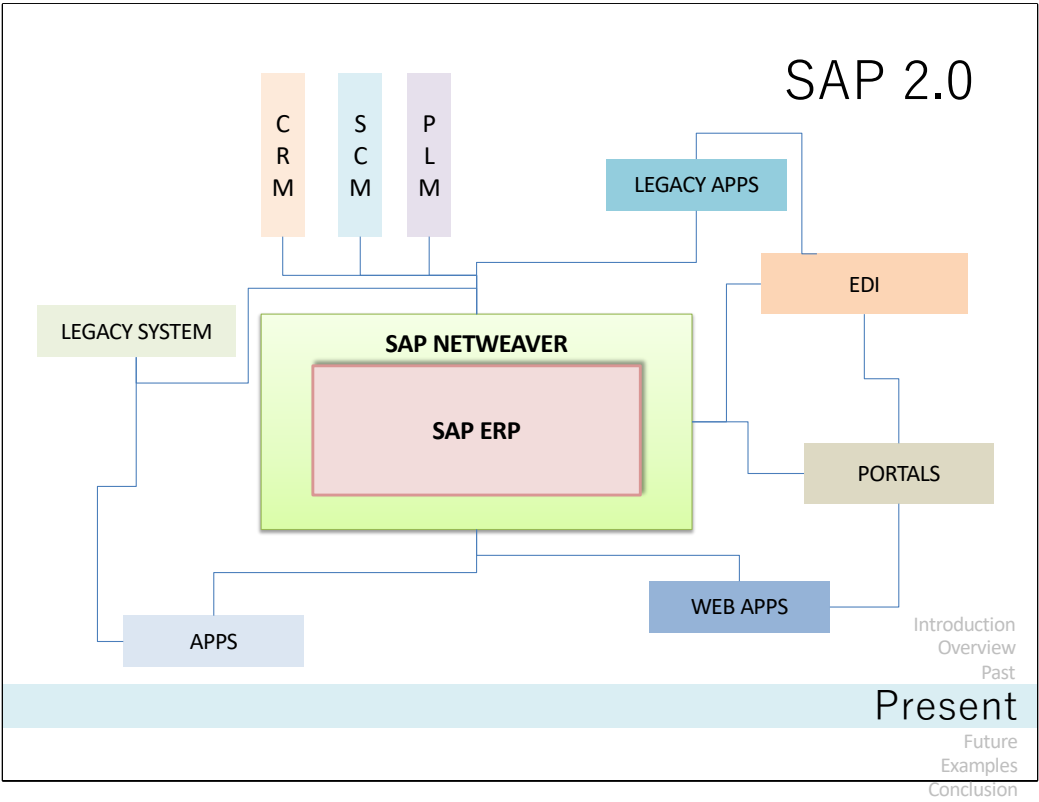 SAP 2.0
C
R
M
S
C
M
P
L
M
LEGACY APPS
EDI
LEGACY SYSTEM
SAP NETWEAVER
SAP ERP
PORTALS
WEB APPS
APPS
Introduction
Overview
Past
Present
Future
Examples
Conclusion